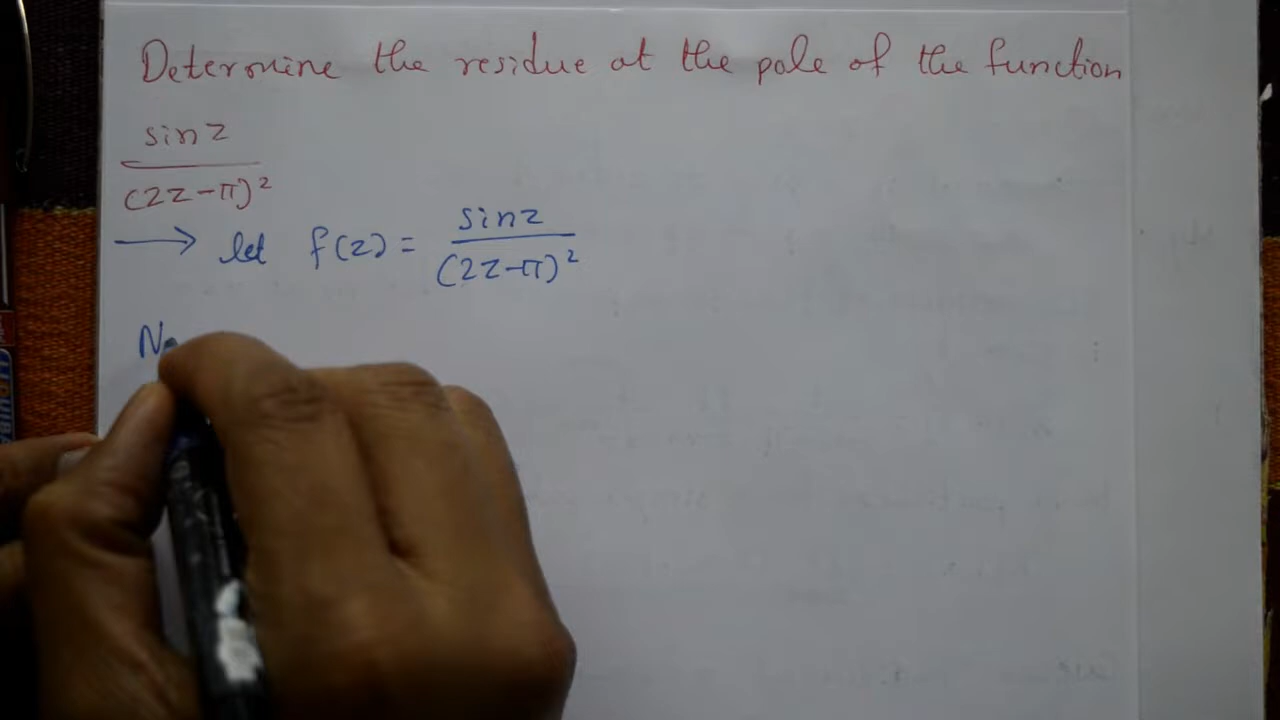 Determine the residue at the pole of the function
sin z
(2z-π)²
→ let f(z) = sin z
(2z-π)²